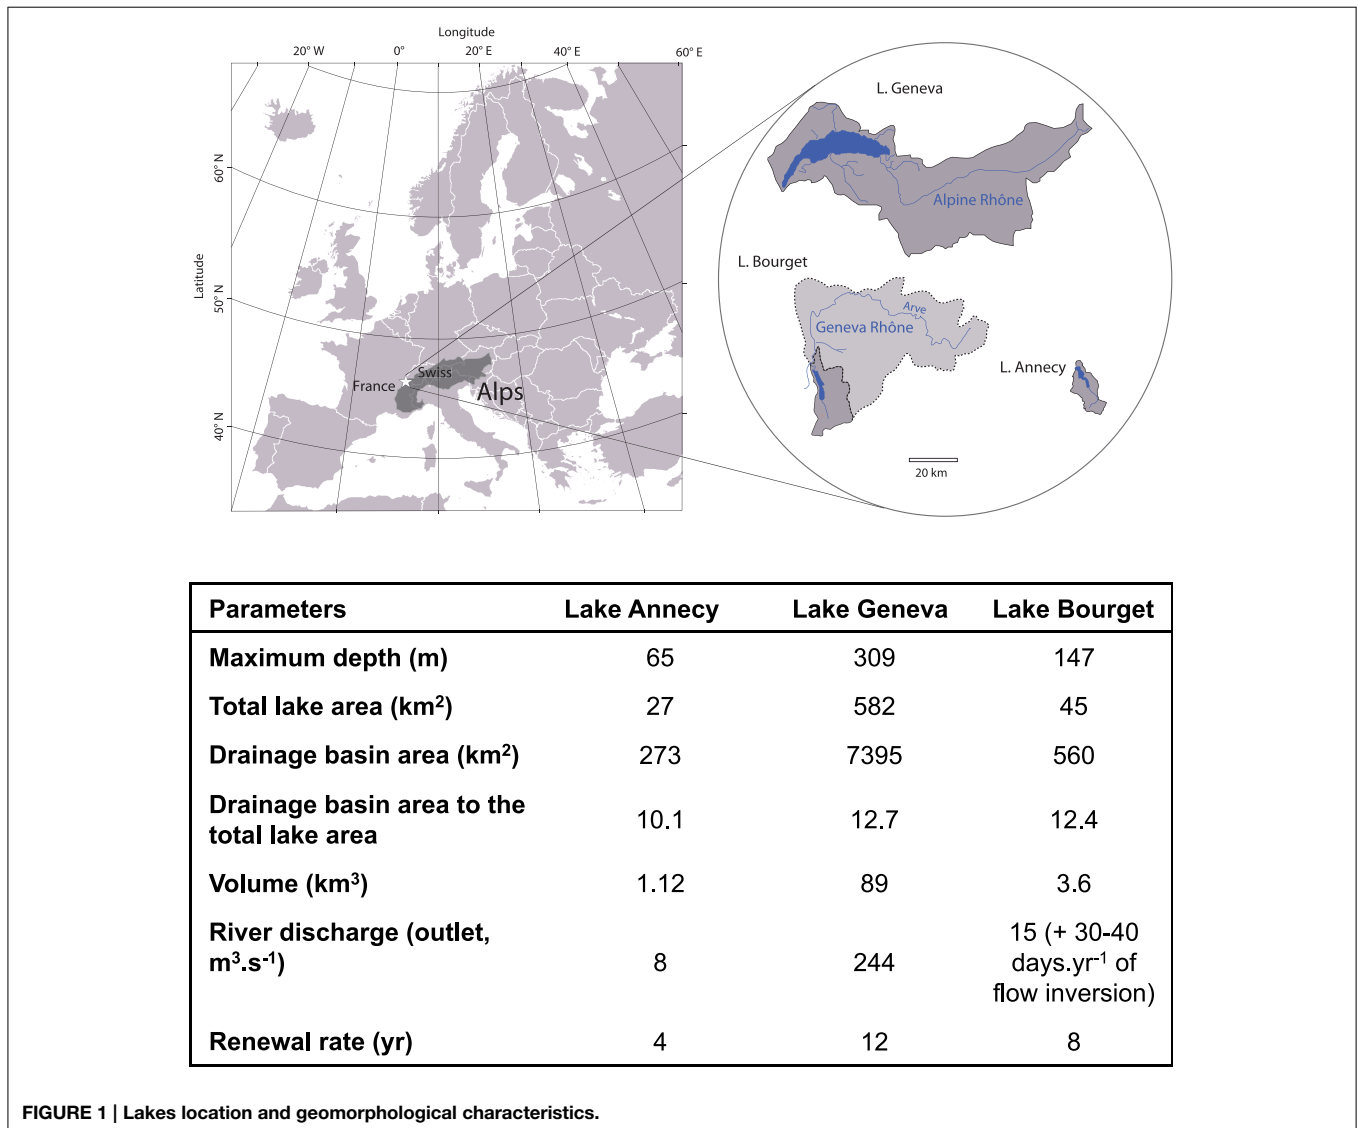 Longitude
20° W
0°
20° E
40° E
60° E
Latitude
60° N
50° N
40° N
France
Swiss
Alps
L. Geneva
Alpine Rhône
L. Bourget
Arve
Geneva Rhône
L. Annecy
20 km
Parameters Lake Annecy Lake Geneva Lake Bourget
Maximum depth (m) 65 309 147
Total lake area (km²) 27 582 45
Drainage basin area (km²) 273 7395 560
Drainage basin area to the
total lake area 10.1 12.7 12.4
Volume (km³) 1.12 89 3.6
River discharge (outlet,
m³.s⁻¹) 8 244 15 (+ 30-40
days.yr⁻¹ of
flow inversion)
Renewal rate (yr) 4 12 8
FIGURE 1 | Lakes location and geomorphological characteristics.